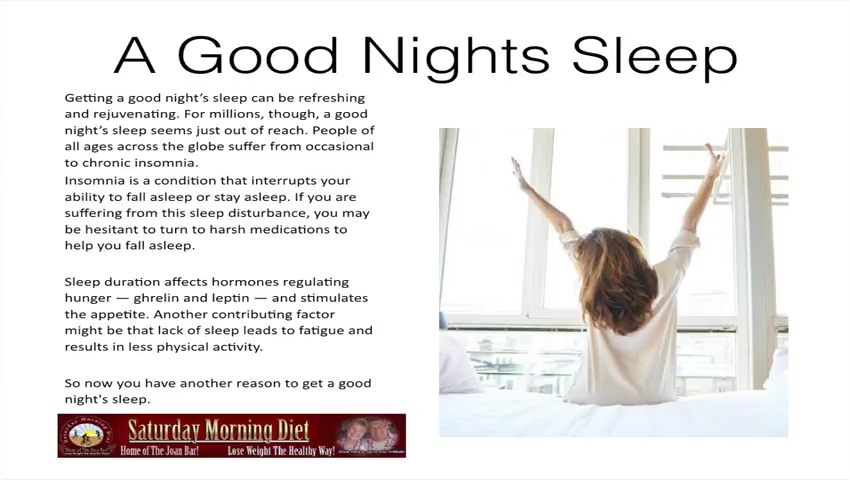 A Good Nights Sleep
Getting a good night’s sleep can be refreshing
and rejuvenating. For millions, though, a good
night’s sleep seems just out of reach. People of
all ages across the globe suffer from occasional
to chronic insomnia.
Insomnia is a condition that interrupts your
ability to fall asleep or stay asleep. If you are
suffering from this sleep disturbance, you may
be hesitant to turn to harsh medications to
help you fall asleep.
Sleep duration affects hormones regulating
hunger — ghrelin and leptin — and stimulates
the appetite. Another contributing factor
might be that lack of sleep leads to fatigue and
results in less physical activity.
So now you have another reason to get a good
night's sleep.
Saturday Morning Diet
Home of The Joan Bar! Lose Weight The Healthy Way!